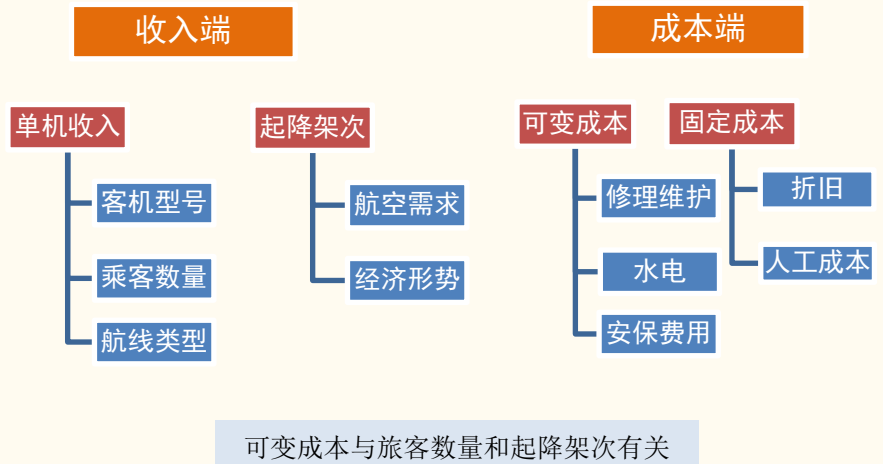 收入端
成本端
单机收入
起降架次
可变成本
固定成本
客机型号
航空需求
修理维护
折旧
乘客数量
经济形势
水电
人工成本
航线类型
安保费用
可变成本与旅客数量和起降架次有关